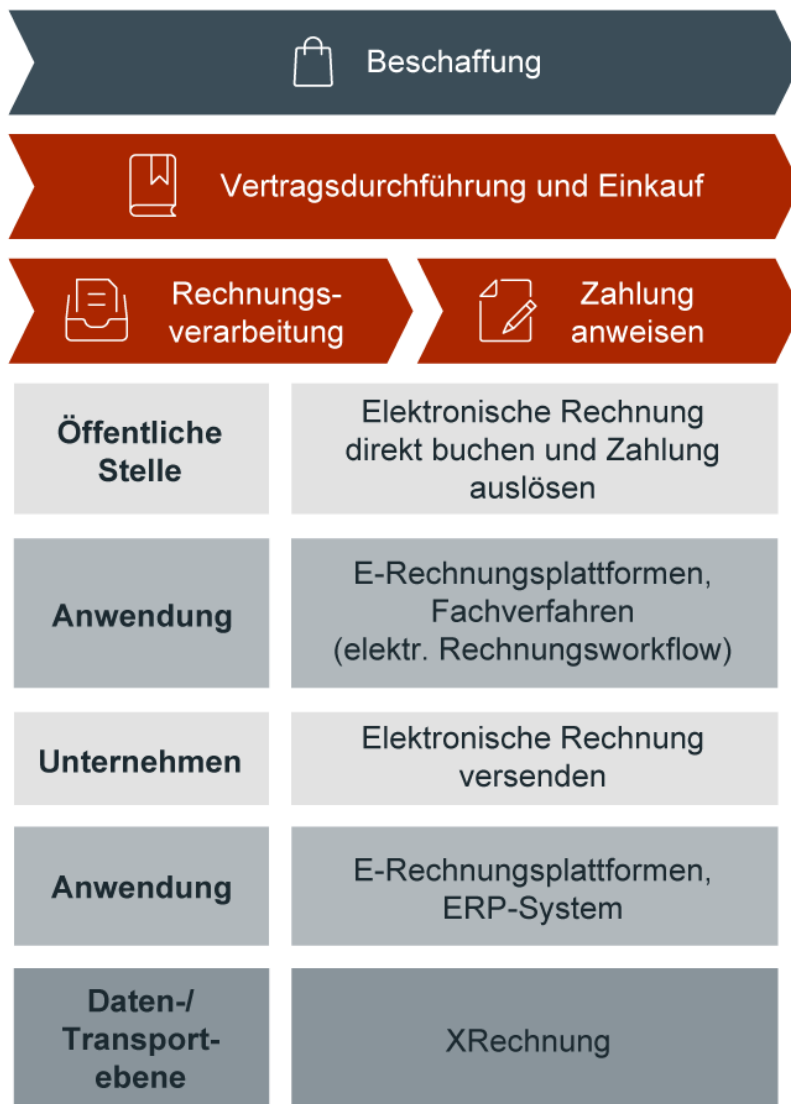 Beschaffung
Vertragsdurchführung und Einkauf
Rechnungs-
verarbeitung
Zahlung
anweisen
Öffentliche
Stelle
Elektronische Rechnung
direkt buchen und Zahlung
auslösen
Anwendung
E-Rechnungsplattformen,
Fachverfahren
(elektr. Rechnungsworkflow)
Unternehmen
Elektronische Rechnung
versenden
Anwendung
E-Rechnungsplattformen,
ERP-System
Daten-/
Transport-
ebene
XRechnung